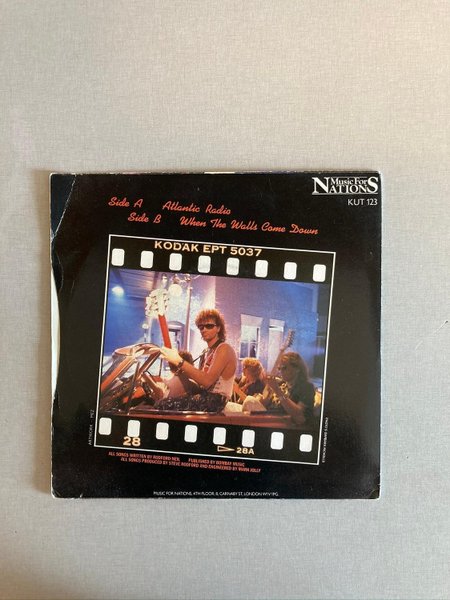 Music For
NATIONS
KUT 123
Side A Atlantic Radio
Side B When The Walls Come Down
KODAK EPT 5037
28
28A
ALL SONGS WRITTEN BY RODFORD NEIL PUBLISHED BY BOMBAY MUSIC
ALL SONGS PRODUCED BY STEVE RODFORD AND ENGINEERED BY MARK JOLLY
MUSIC FOR NATIONS, 4TH FLOOR, 8, CARNABY ST, LONDON W1V 1PG